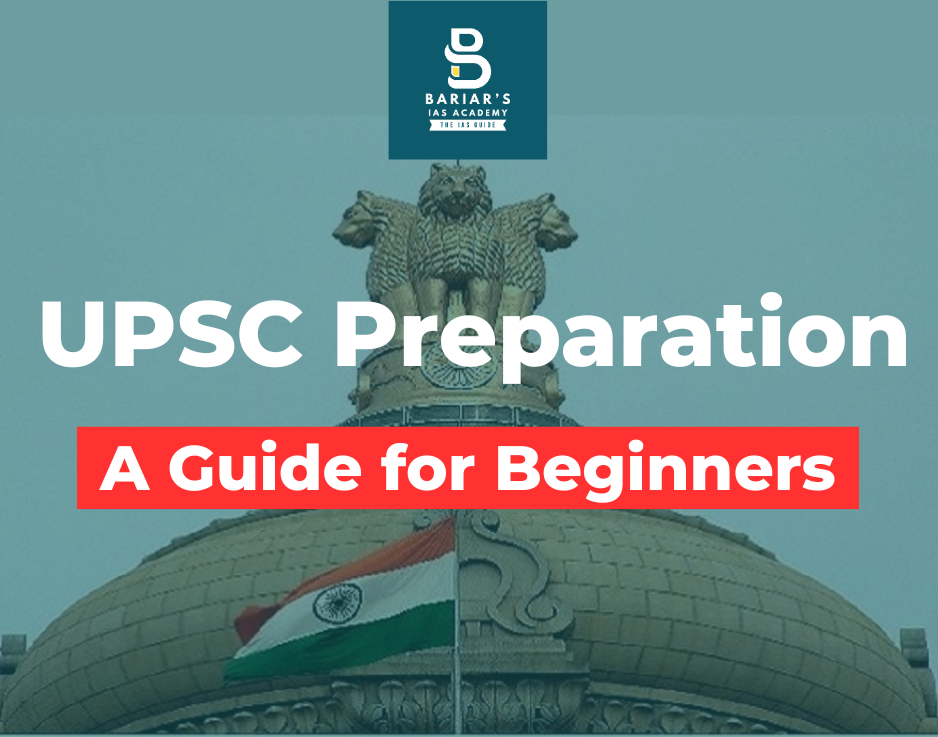 BARIAR'S
IAS ACADEMY
THE IAS GUIDE
UPSC Preparation
A Guide for Beginners